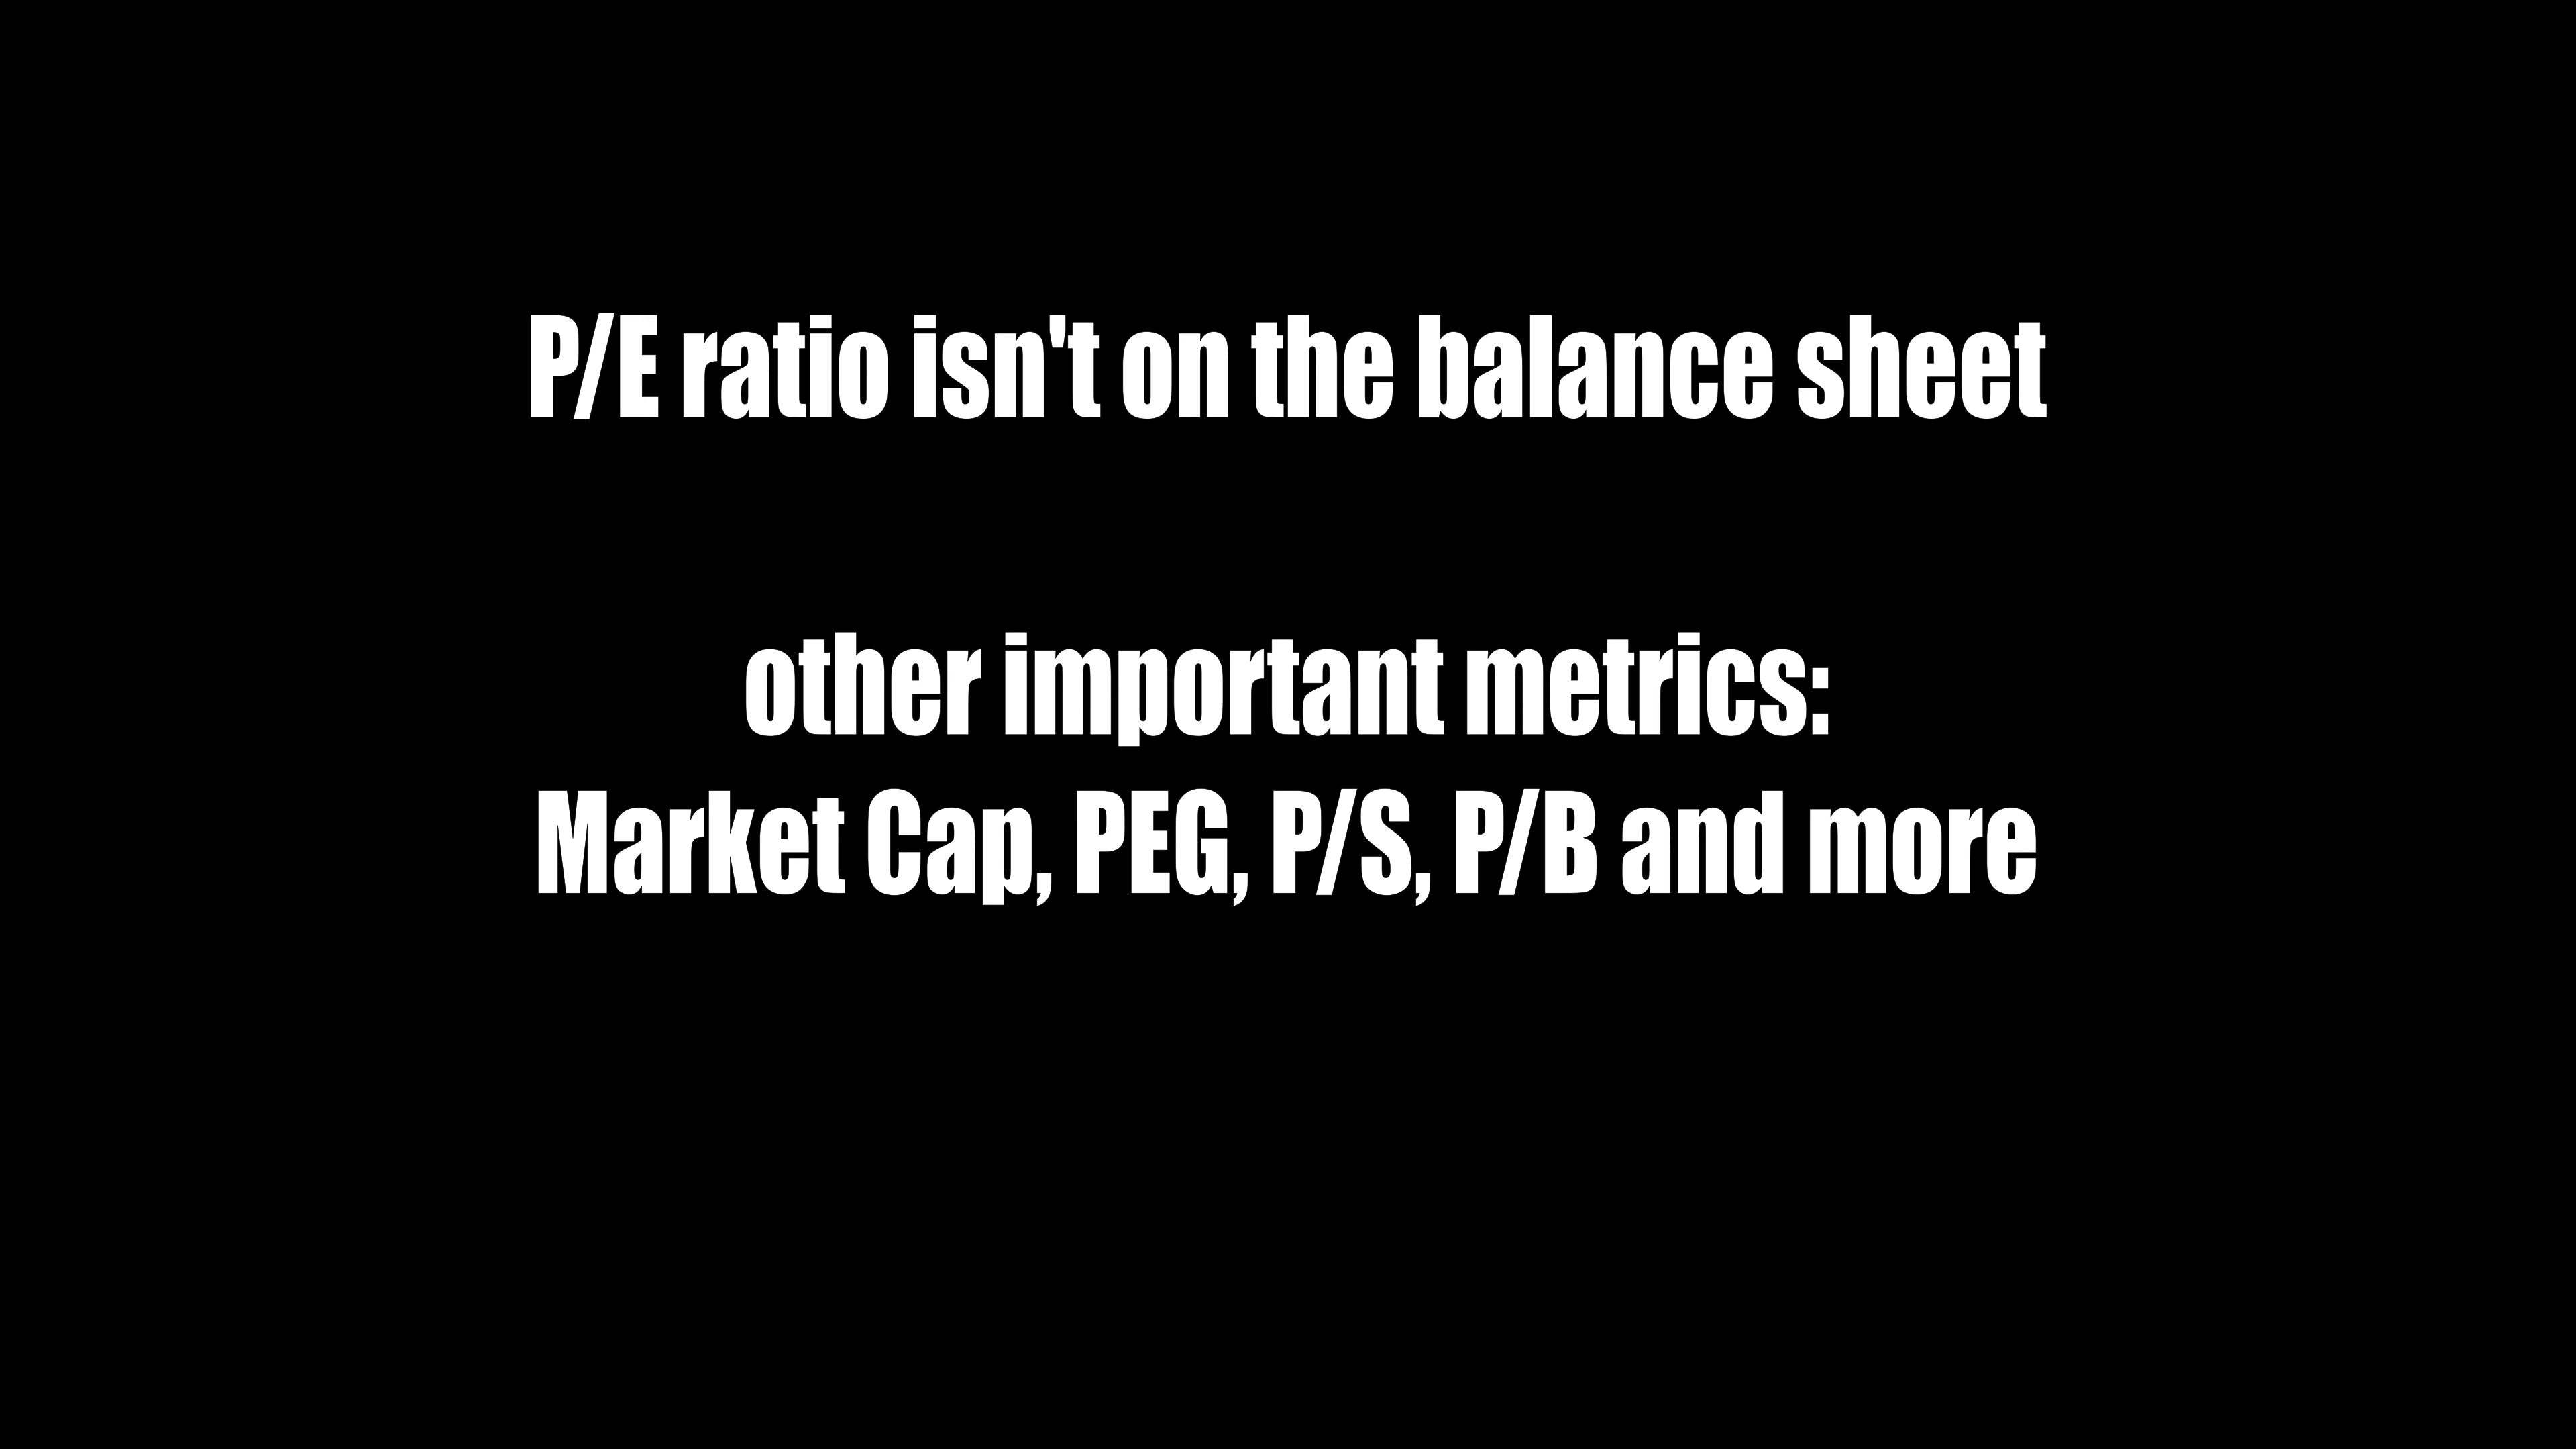 P/E ratio isn't on the balance sheet
other important metrics:
Market Cap, PEG, P/S, P/B and more